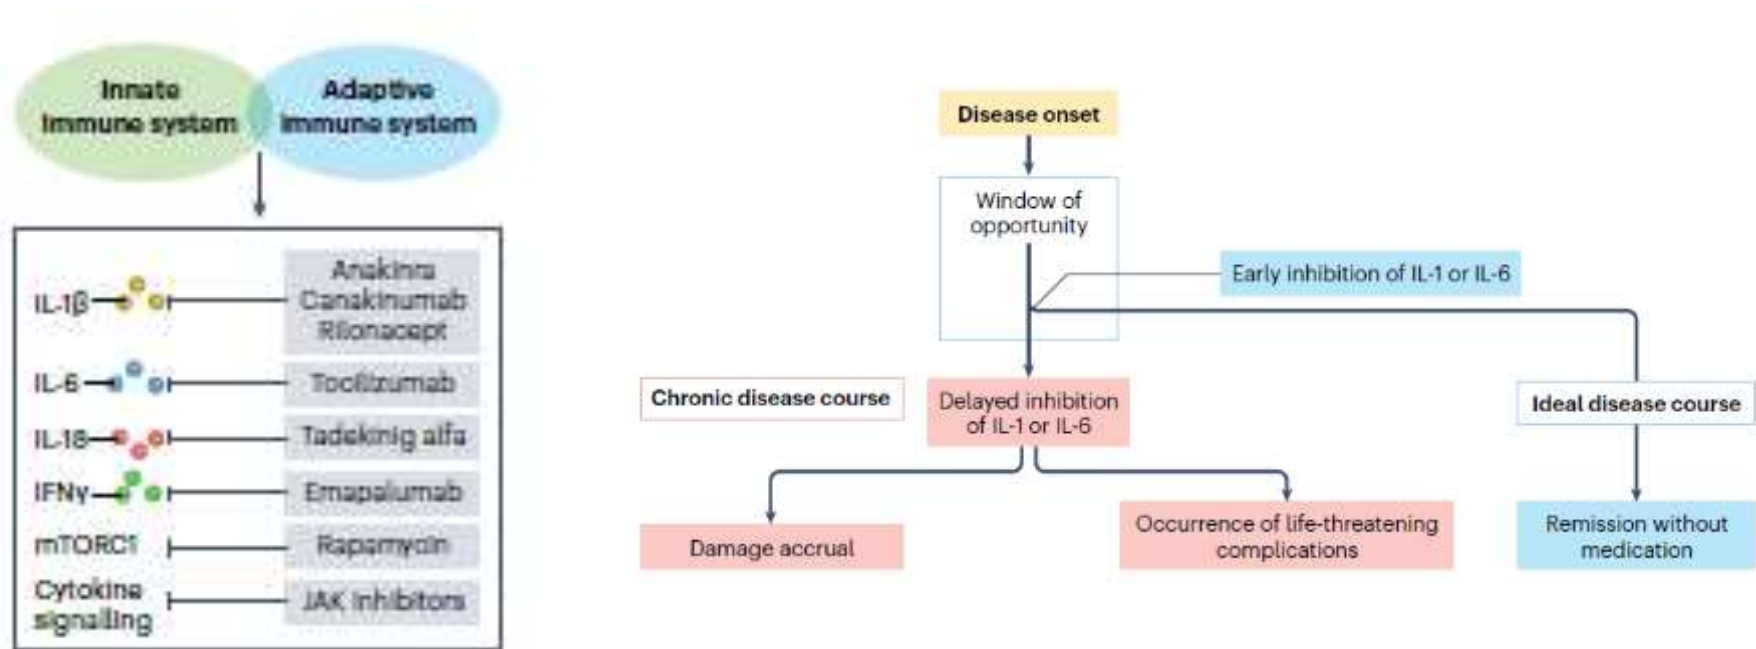 Innate
immune system
Adaptive
immune system
IL-1β
Anakinra
Canakinumab
Rilonacept
IL-6
Tocilizumab
IL-18
Tadekinig alfa
IFNγ
Emapalumab
mTORC1
Rapamycin
Cytokine
signalling
JAK inhibitors
Disease onset
Window of
opportunity
Early inhibition of IL-1 or IL-6
Chronic disease course
Delayed inhibition
of IL-1 or IL-6
Ideal disease course
Damage accrual
Occurrence of life-threatening
complications
Remission without
medication